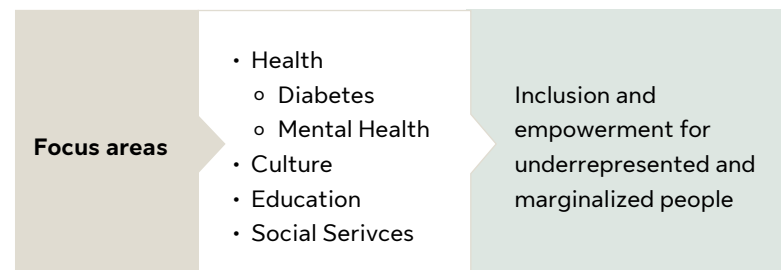 Focus areas
• Health
o Diabetes
o Mental Health
• Culture
• Education
• Social Serivces
Inclusion and
empowerment for
underrepresented and
marginalized people